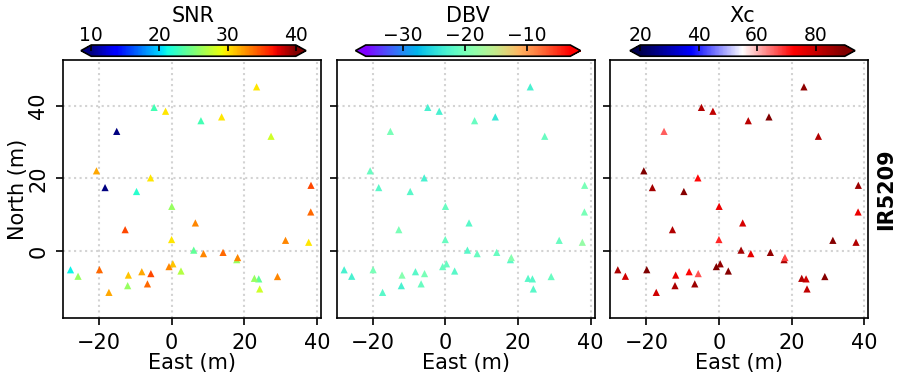 SNR DBV Xc
10 20 30 40 −30 −20 −10 20 40 60 80
North (m)
40
20
0
IR5209
−20 0 20 40 −20 0 20 40 −20 0 20 40
East (m) East (m) East (m)